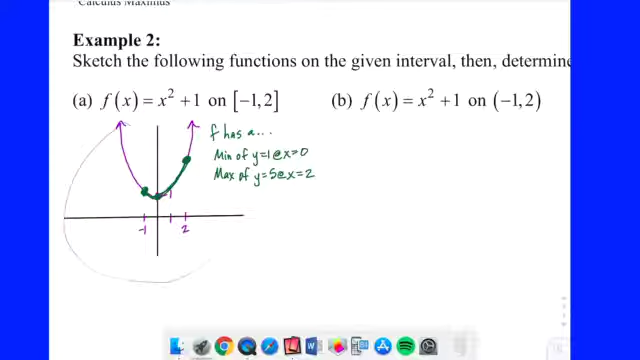 Calculus Maximus
Example 2:
Sketch the following functions on the given interval, then, determine
(a) f(x) = x² + 1 on [−1, 2]
(b) f(x) = x² + 1 on (−1, 2)
f has a...
Min of y=1@x=0
Max of y=5@x=2
1
-1
2